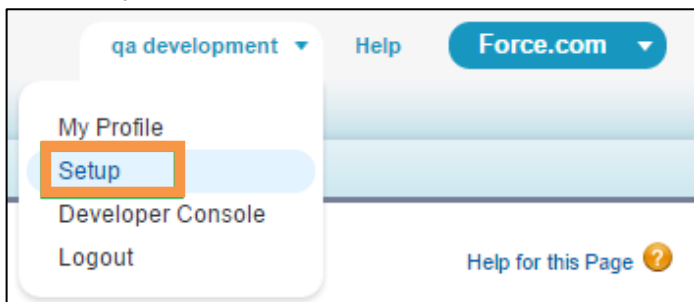 qa development Help Force.com
My Profile
Setup
Developer Console
Logout
Help for this Page